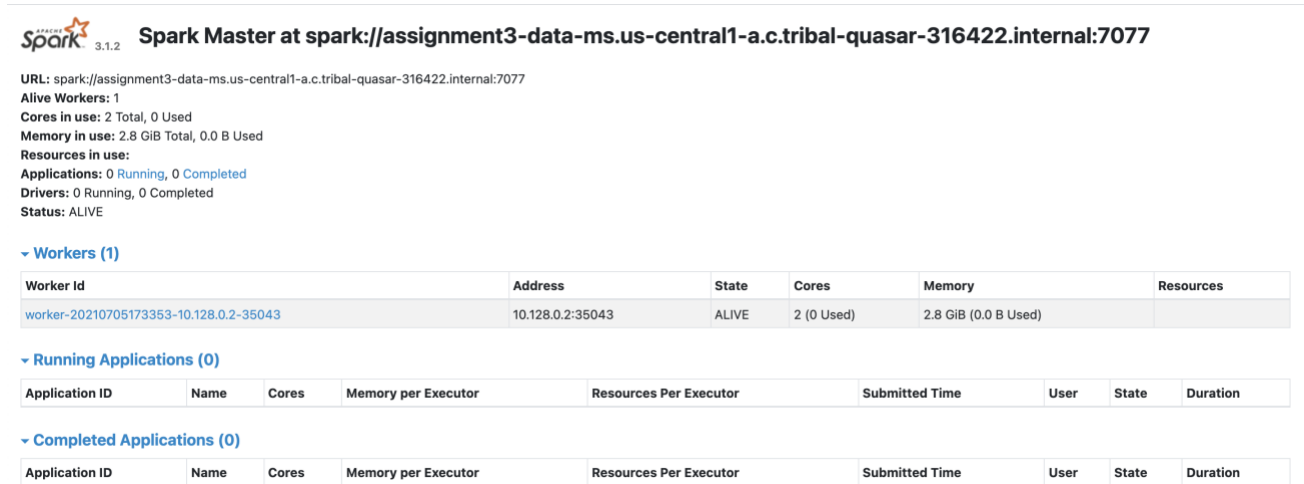 APACHE Spark 3.1.2 Spark Master at spark://assignment3-data-ms.us-central1-a.c.tribal-quasar-316422.internal:7077
URL: spark://assignment3-data-ms.us-central1-a.c.tribal-quasar-316422.internal:7077
Alive Workers: 1
Cores in use: 2 Total, 0 Used
Memory in use: 2.8 GiB Total, 0.0 B Used
Resources in use:
Applications: 0 Running, 0 Completed
Drivers: 0 Running, 0 Completed
Status: ALIVE
Workers (1)
Worker Id Address State Cores Memory Resources
worker-20210705173353-10.128.0.2-35043 10.128.0.2:35043 ALIVE 2 (0 Used) 2.8 GiB (0.0 B Used)
Running Applications (0)
Application ID Name Cores Memory per Executor Resources Per Executor Submitted Time User State Duration
Completed Applications (0)
Application ID Name Cores Memory per Executor Resources Per Executor Submitted Time User State Duration